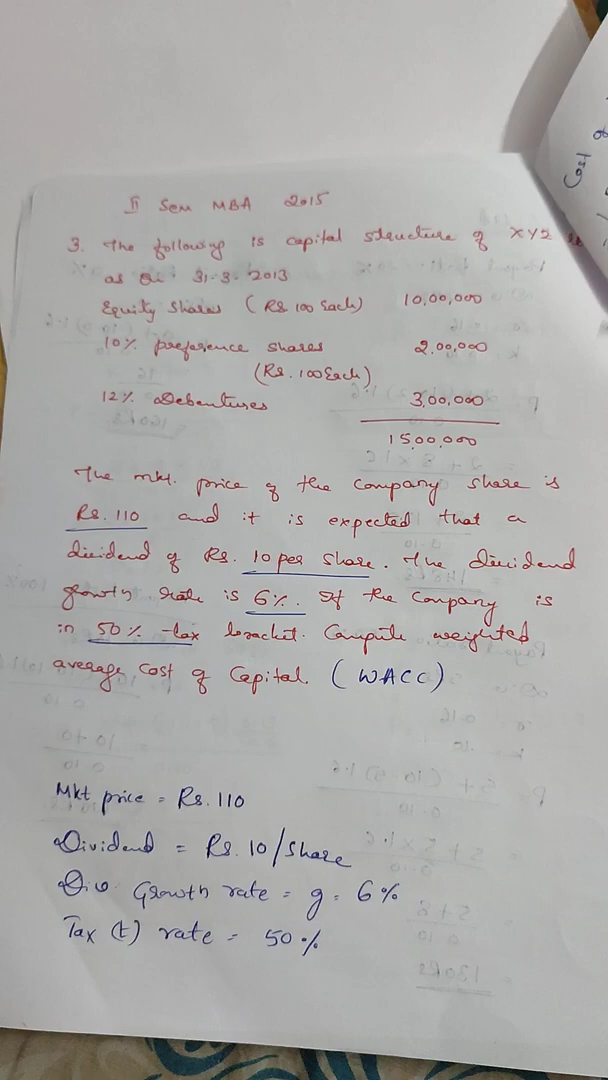 II Sem MBA 2015
3. The following is capital structure of XYZ
as on 31-3-2013
Equity shares (Rs 100 Each) 10,00,000
10% preference shares 2,00,000
(Rs. 100 Each)
12% Debentures 3,00,000
1500,000
The mkt. price of the company share is
Rs. 110 and it is expected that a
dividend of Rs. 10 per share. The dividend
growth rate is 6%. If the company is
in 50% tax bracket. Compute weighted
average cost of Capital. (WACC)
Mkt price = Rs. 110
Dividend = Rs. 10/Share
Div. Growth rate = g = 6%
Tax (t) rate = 50%
Cost of